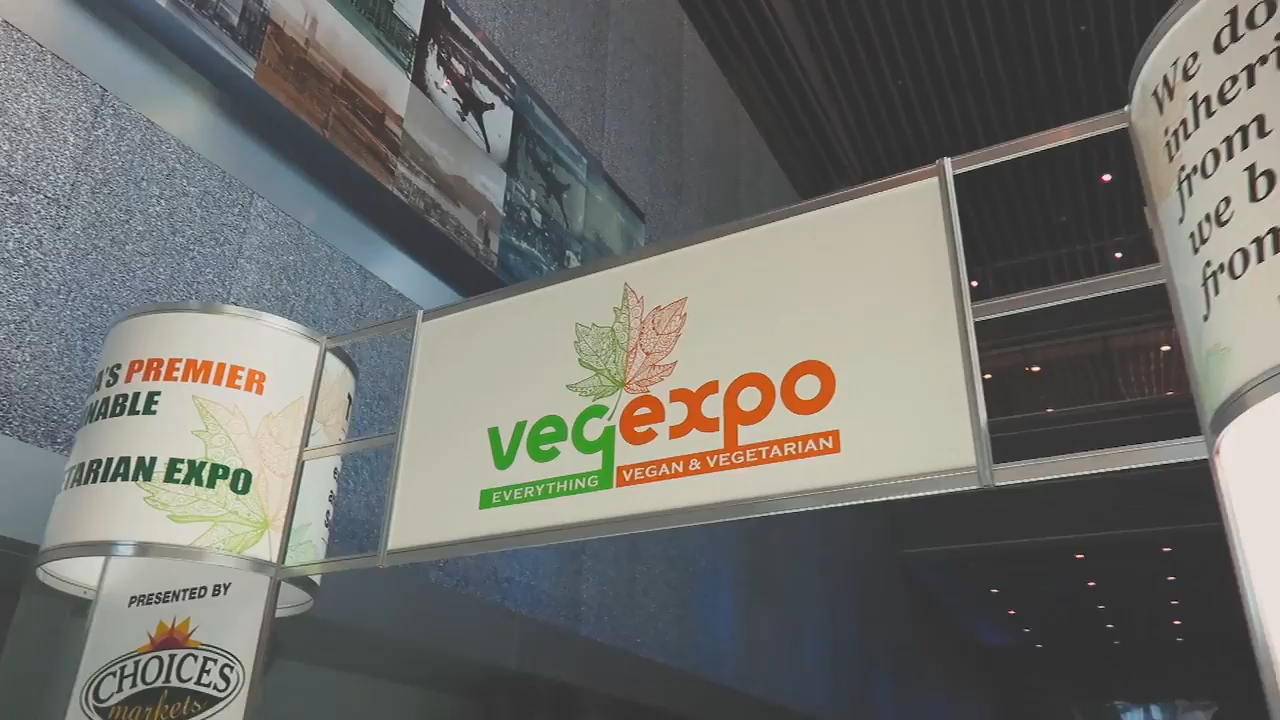 'S PREMIER
NABLE
TARIAN EXPO
PRESENTED BY
CHOICES
markets
vegexpo
EVERYTHING VEGAN & VEGETARIAN
We do
inheri
from
we b
from